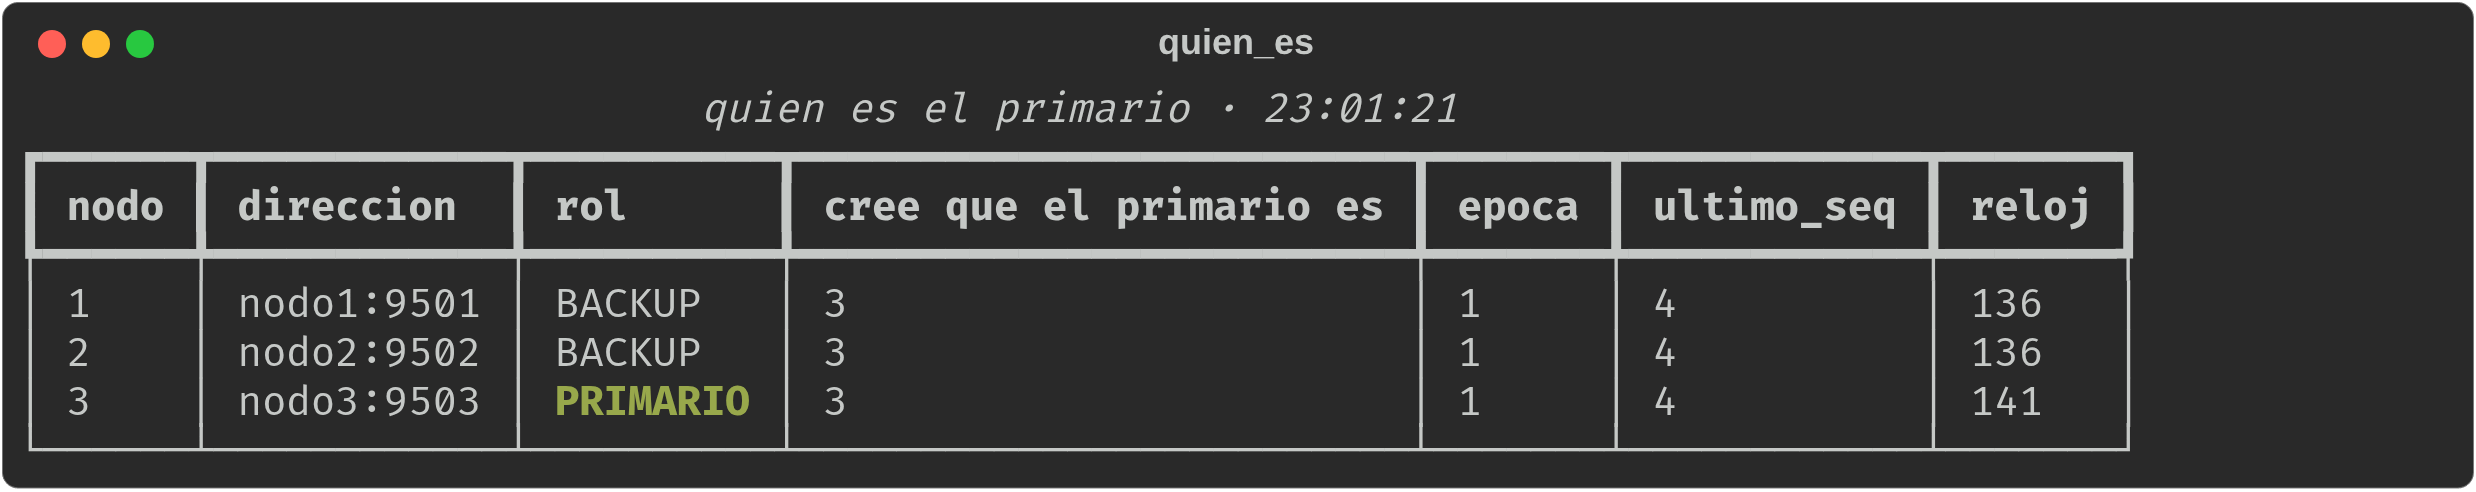 quien_es
quien es el primario · 23:01:21
nodo direccion rol cree que el primario es epoca ultimo_seq reloj
1 nodo1:9501 BACKUP 3 1 4 136
2 nodo2:9502 BACKUP 3 1 4 136
3 nodo3:9503 PRIMARIO 3 1 4 141